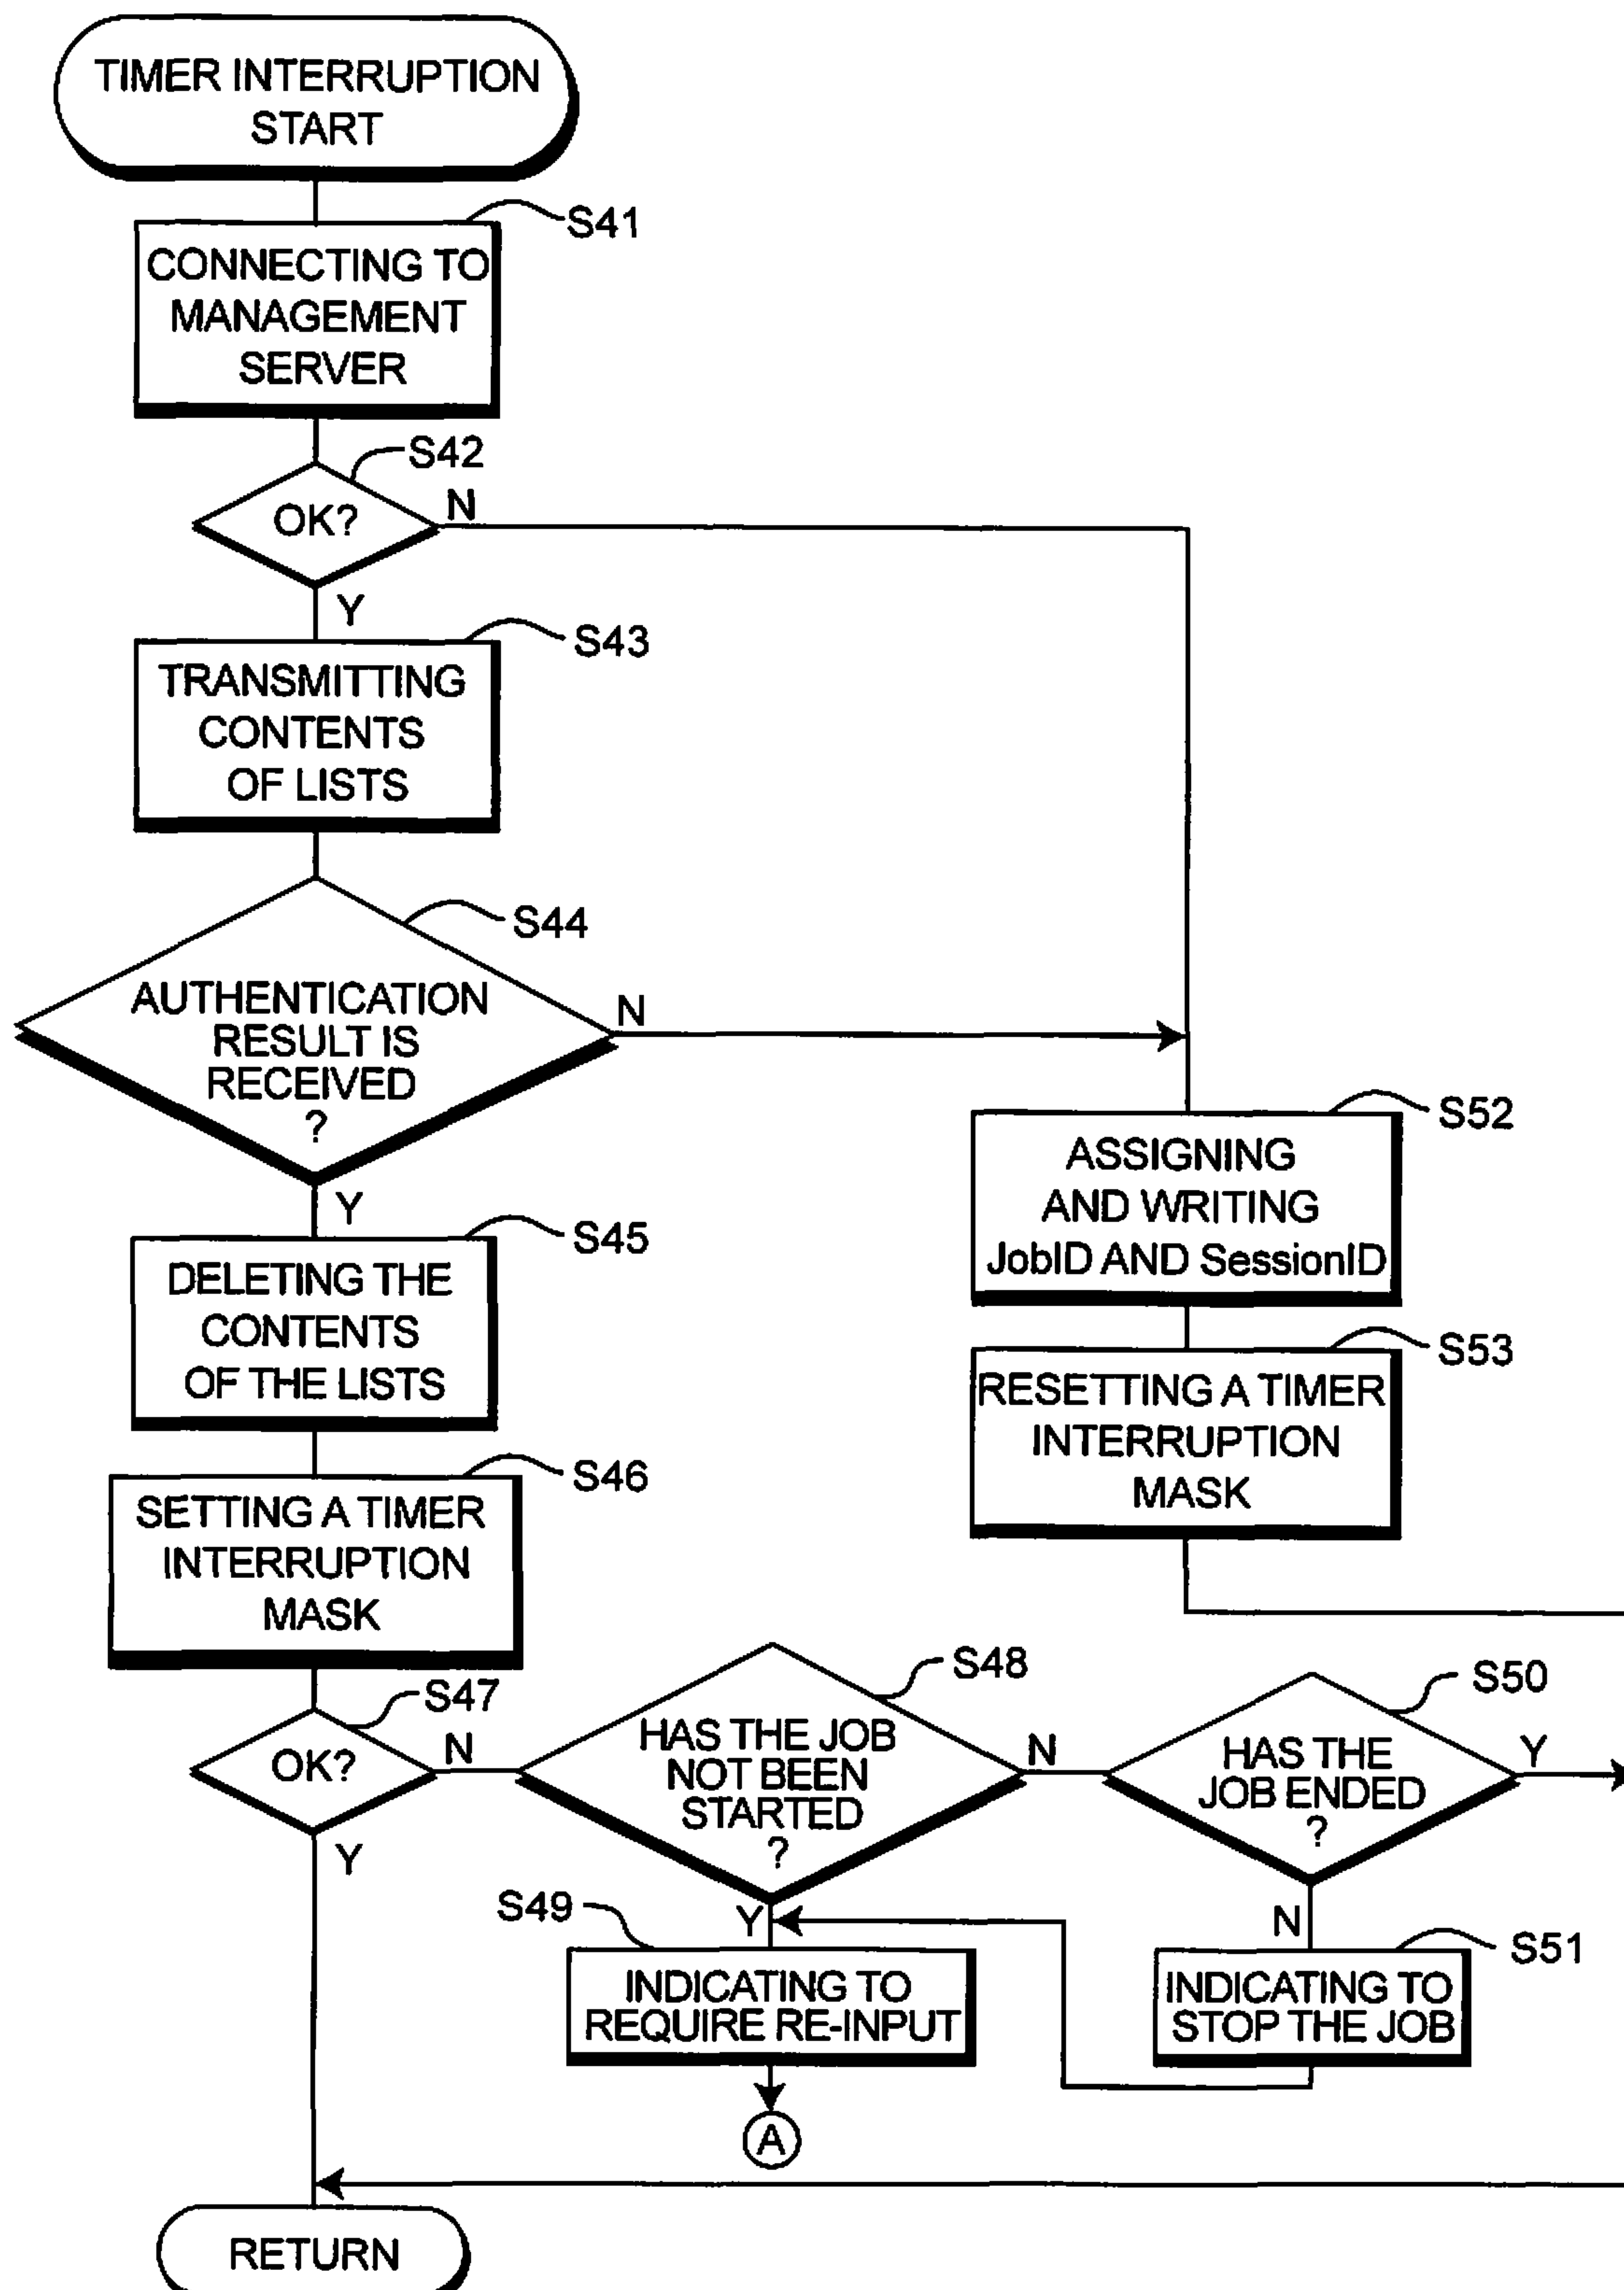 TIMER INTERRUPTION
START
S41
CONNECTING TO
MANAGEMENT
SERVER
S42
OK?
N
Y
S43
TRANSMITTING
CONTENTS
OF LISTS
S44
AUTHENTICATION
RESULT IS
RECEIVED
?
N
Y
S45
DELETING THE
CONTENTS
OF THE LISTS
S46
SETTING A TIMER
INTERRUPTION
MASK
S52
ASSIGNING
AND WRITING
JobID AND SessionID
S53
RESETTING A TIMER
INTERRUPTION
MASK
S47
OK?
N
Y
S48
HAS THE JOB
NOT BEEN
STARTED
?
N
Y
S50
HAS THE
JOB ENDED
?
Y
N
S49
INDICATING TO
REQUIRE RE-INPUT
S51
INDICATING TO
STOP THE JOB
A
RETURN